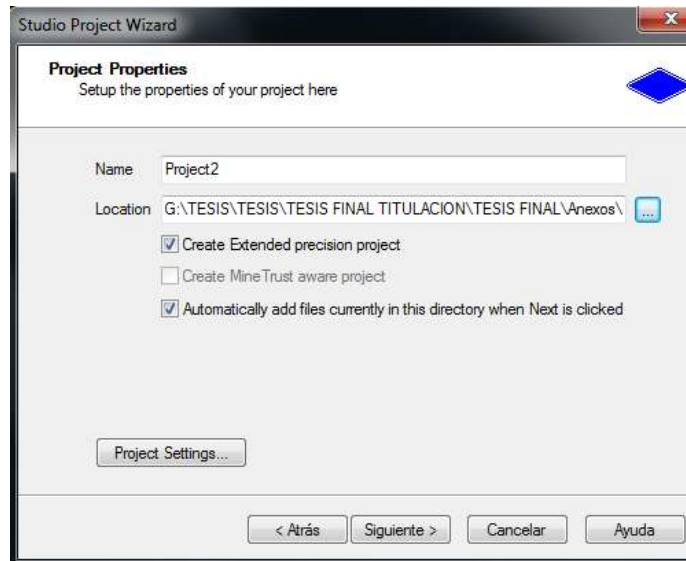 Studio Project Wizard
Project Properties
Setup the properties of your project here
Name Project2
Location G:\TESIS\TESIS\TESIS FINAL TITULACION\TESIS FINAL\Anexos\ ...
Create Extended precision project
Create MineTrust aware project
Automatically add files currently in this directory when Next is clicked
Project Settings...
< Atrás Siguiente > Cancelar Ayuda